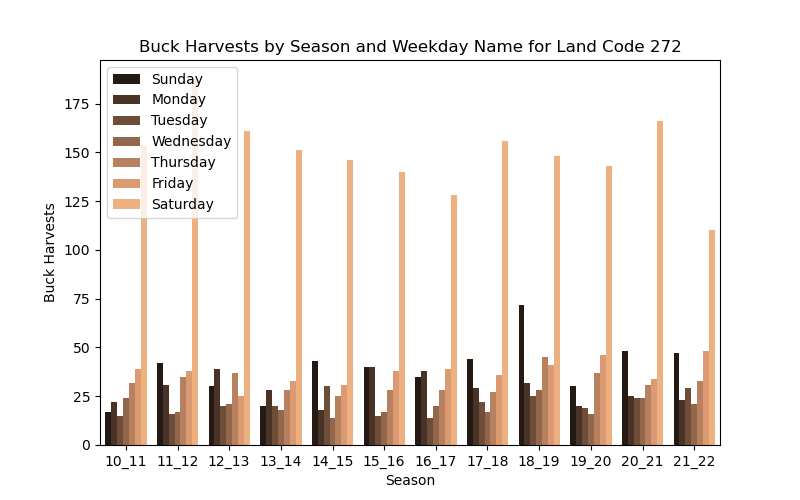 Buck Harvests by Season and Weekday Name for Land Code 272
Sunday
Monday
Tuesday
Wednesday
Thursday
Friday
Saturday
175
150
125
100
75
50
25
0
Buck Harvests
10_11 11_12 12_13 13_14 14_15 15_16 16_17 17_18 18_19 19_20 20_21 21_22
Season